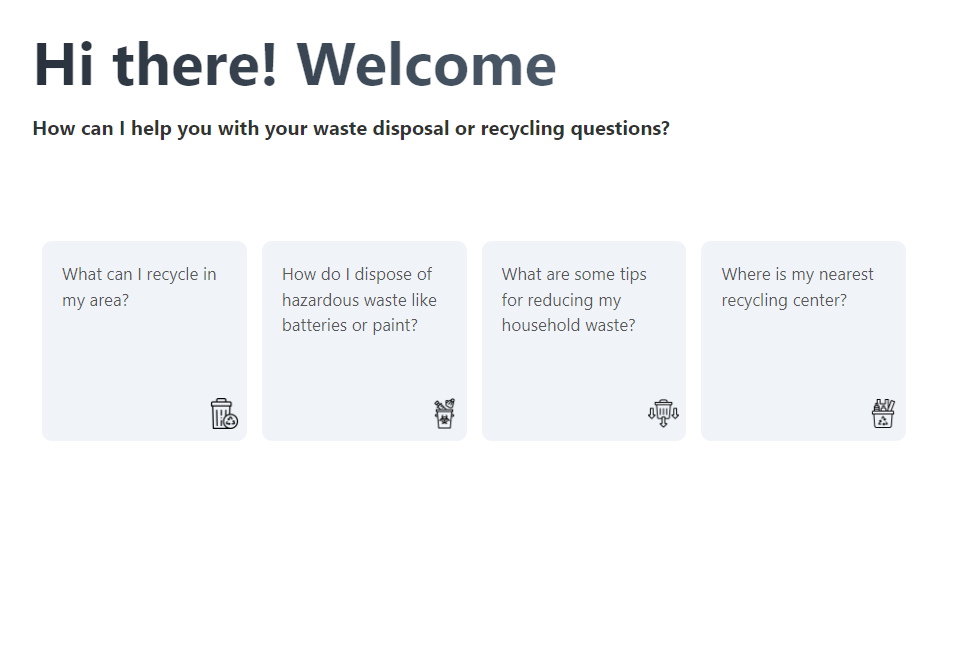 Hi there! Welcome
How can I help you with your waste disposal or recycling questions?
What can I recycle in
my area?
How do I dispose of
hazardous waste like
batteries or paint?
What are some tips
for reducing my
household waste?
Where is my nearest
recycling center?